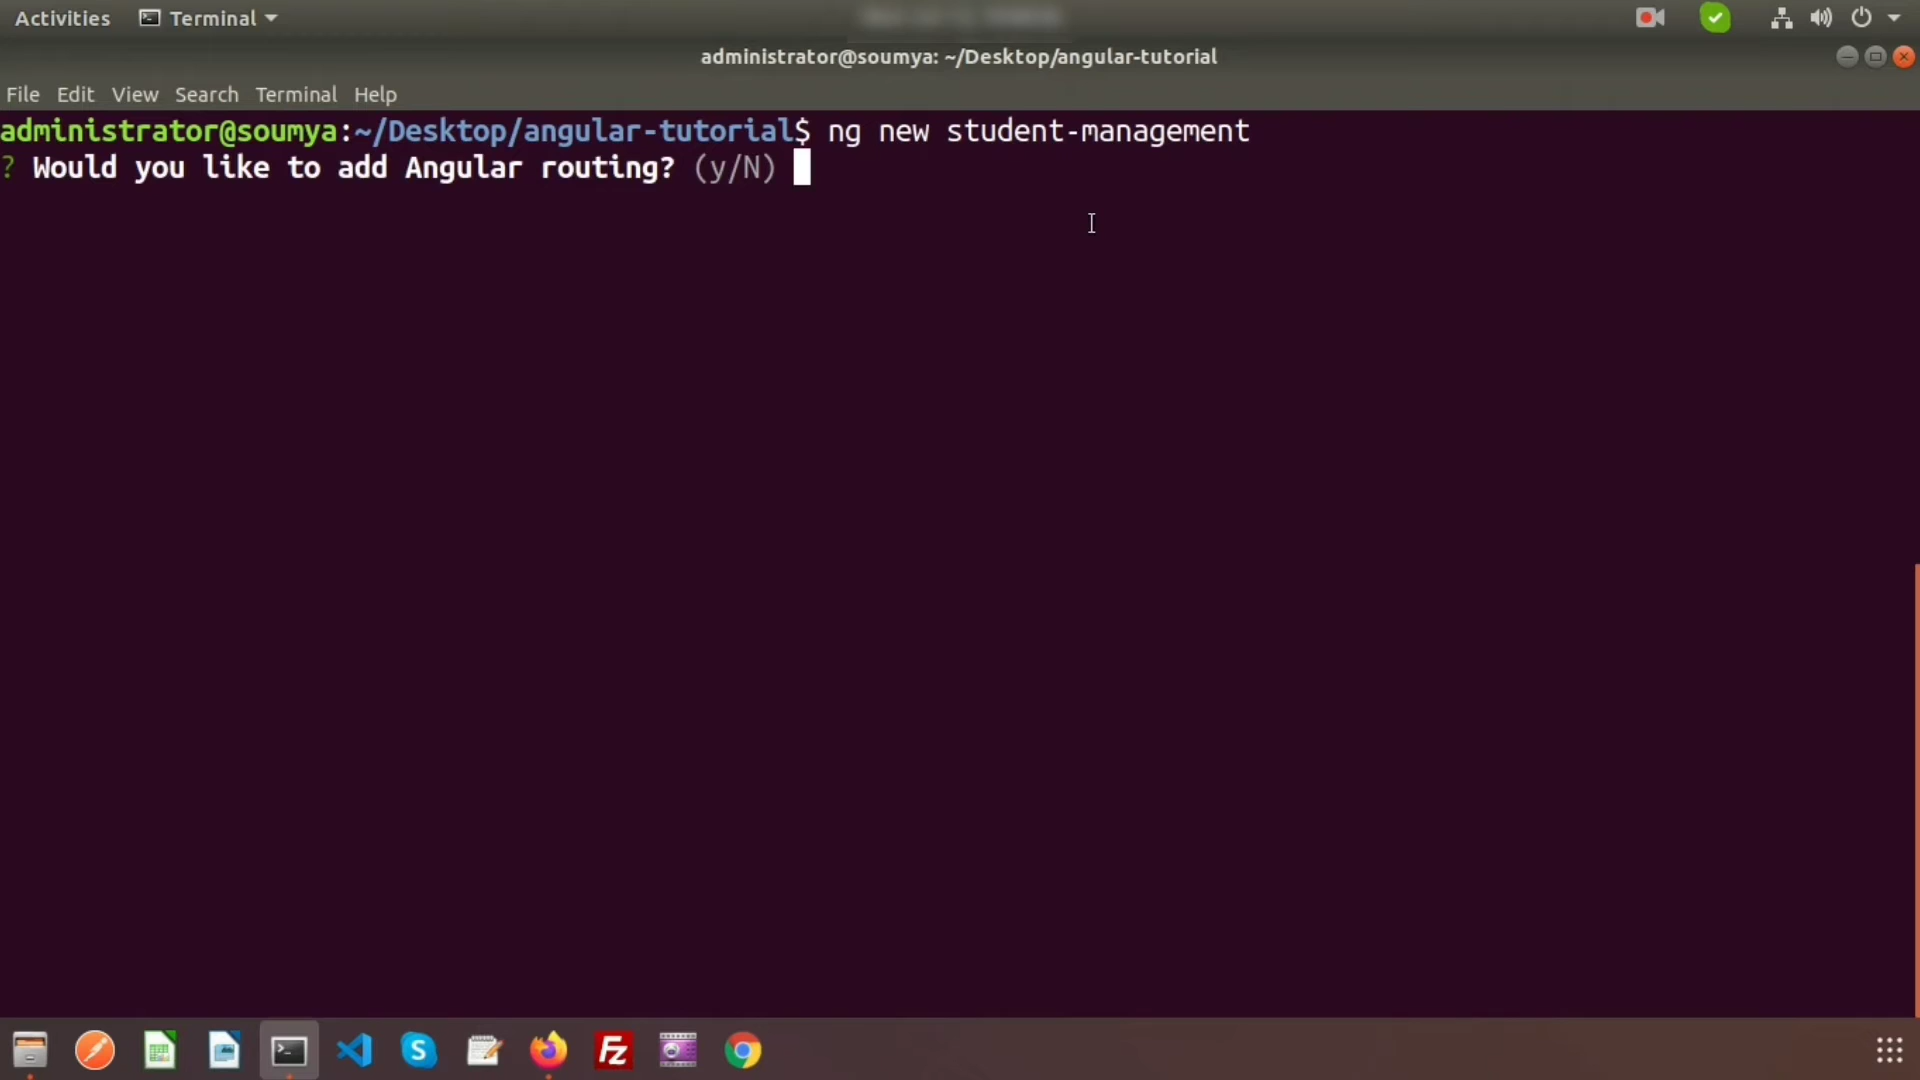 Activities Terminal
administrator@soumya: ~/Desktop/angular-tutorial
File Edit View Search Terminal Help
administrator@soumya:~/Desktop/angular-tutorial$ ng new student-management
? Would you like to add Angular routing? (y/N)
S
Fz